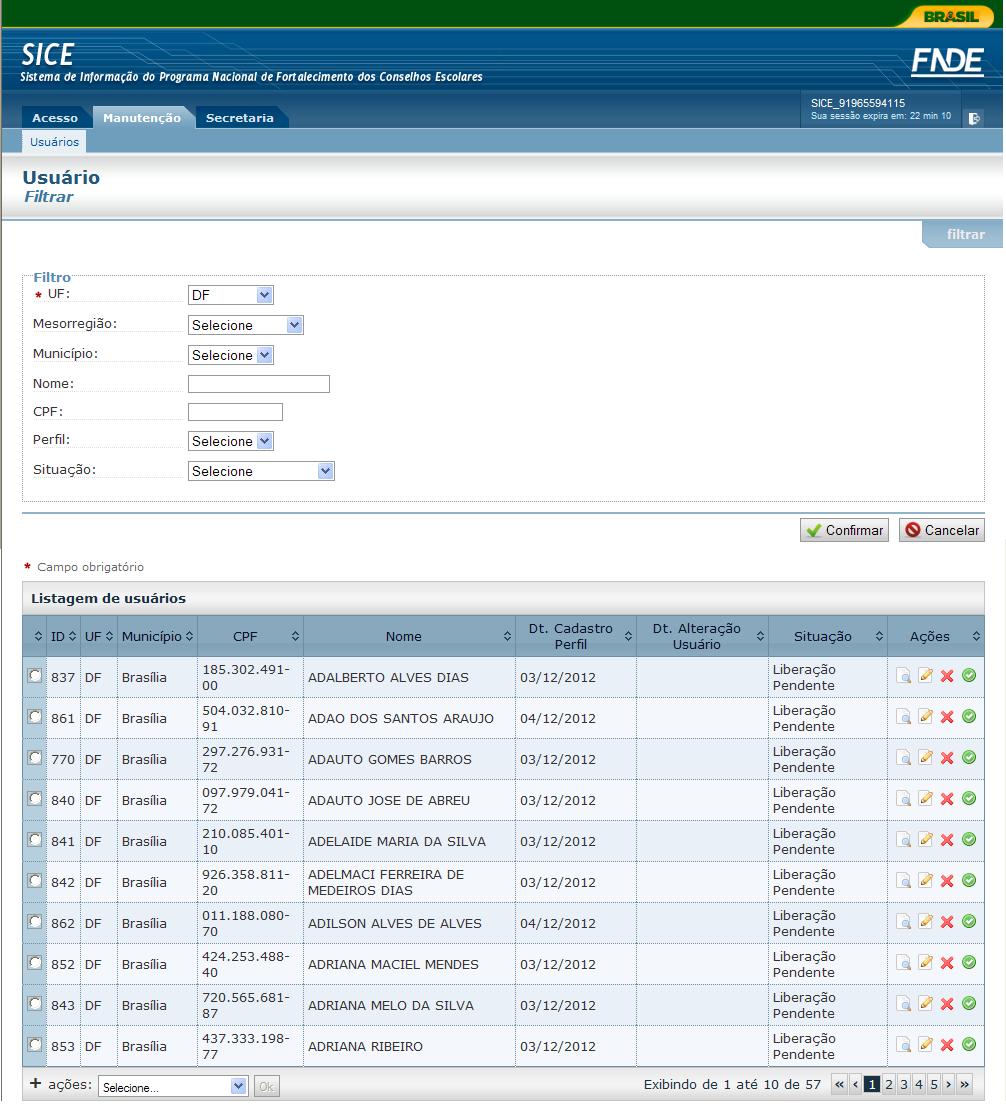 BRASIL
SICE
Sistema de Informação do Programa Nacional de Fortalecimento dos Conselhos Escolares
FNDE
Acesso Manutenção Secretaria
SICE_91965594115
Sua sessão expira em: 22 min 10
Usuários
Usuário
Filtrar
filtrar
Filtro
* UF: DF
Mesorregião: Selecione
Município: Selecione
Nome:
CPF:
Perfil: Selecione
Situação: Selecione
Confirmar Cancelar
* Campo obrigatório
Listagem de usuários
ID UF Município CPF Nome Dt. Cadastro Perfil Dt. Alteração Usuário Situação Ações
837 DF Brasília 185.302.491-00 ADALBERTO ALVES DIAS 03/12/2012 Liberação Pendente
861 DF Brasília 504.032.810-91 ADAO DOS SANTOS ARAUJO 04/12/2012 Liberação Pendente
770 DF Brasília 297.276.931-72 ADAUTO GOMES BARROS 03/12/2012 Liberação Pendente
840 DF Brasília 097.979.041-72 ADAUTO JOSE DE ABREU 03/12/2012 Liberação Pendente
841 DF Brasília 210.085.401-10 ADELAIDE MARIA DA SILVA 03/12/2012 Liberação Pendente
842 DF Brasília 926.358.811-20 ADELMACI FERREIRA DE MEDEIROS DIAS 03/12/2012 Liberação Pendente
862 DF Brasília 011.188.080-70 ADILSON ALVES DE ALVES 04/12/2012 Liberação Pendente
852 DF Brasília 424.253.488-40 ADRIANA MACIEL MENDES 03/12/2012 Liberação Pendente
843 DF Brasília 720.565.681-87 ADRIANA MELO DA SILVA 03/12/2012 Liberação Pendente
853 DF Brasília 437.333.198-77 ADRIANA RIBEIRO 03/12/2012 Liberação Pendente
+ ações: Selecione... Ok Exibindo de 1 até 10 de 57 « ‹ 1 2 3 4 5 › »